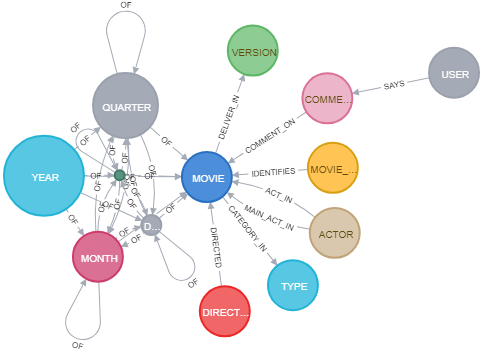 OF
VERSION
QUARTER
COMME...
USER
SAYS
DELIVER_IN
COMMENT_ON
OF
OF
OF
OF
OF
YEAR
OF
OF
OF
MOVIE
IDENTIFIES
MOVIE_...
ACT_IN
MAIN_ACT_IN
OF
OF
OF
OF
OF
OF
D...
ACTOR
CATEGORY_IN
DIRECTED
OF
OF
MONTH
OF
TYPE
DIRECT...
OF